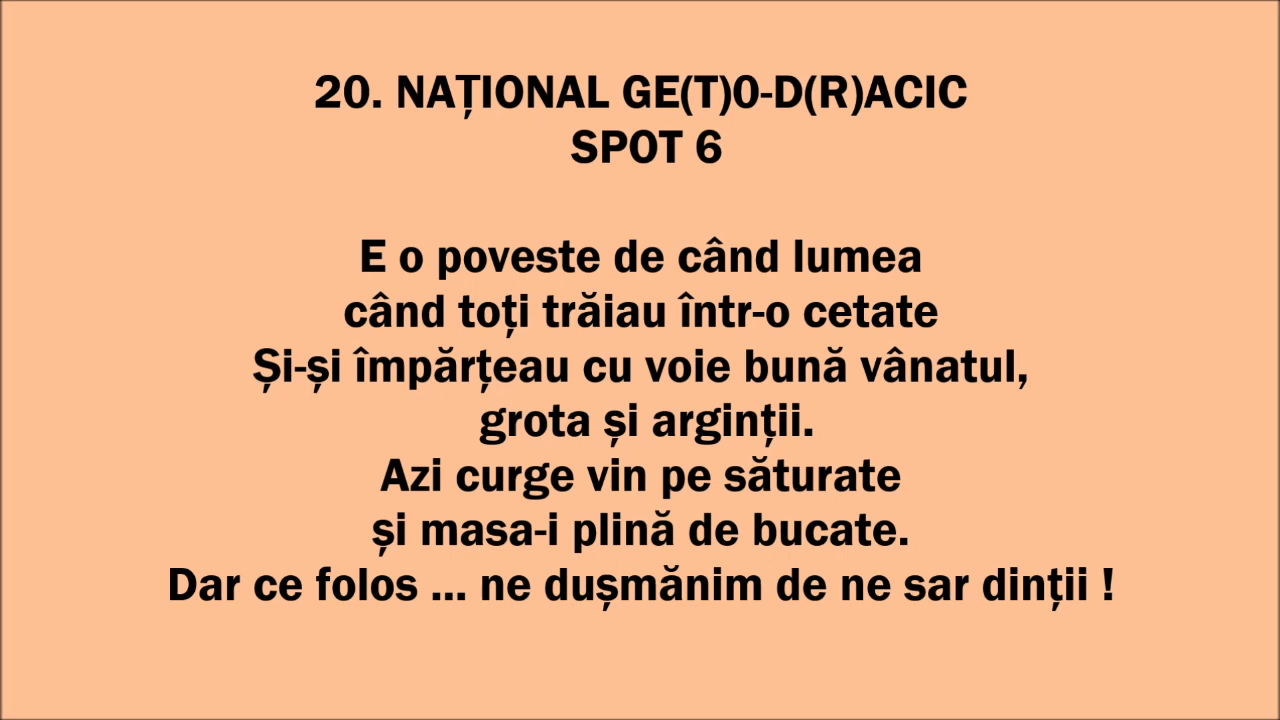 20. NAȚIONAL GE(T)0-D(R)ACIC
SPOT 6
E o poveste de când lumea
când toți trăiau într-o cetate
Și-și împărțeau cu voie bună vânatul,
grota și arginții.
Azi curge vin pe săturate
și masa-i plină de bucate.
Dar ce folos ... ne dușmănim de ne sar dinții !